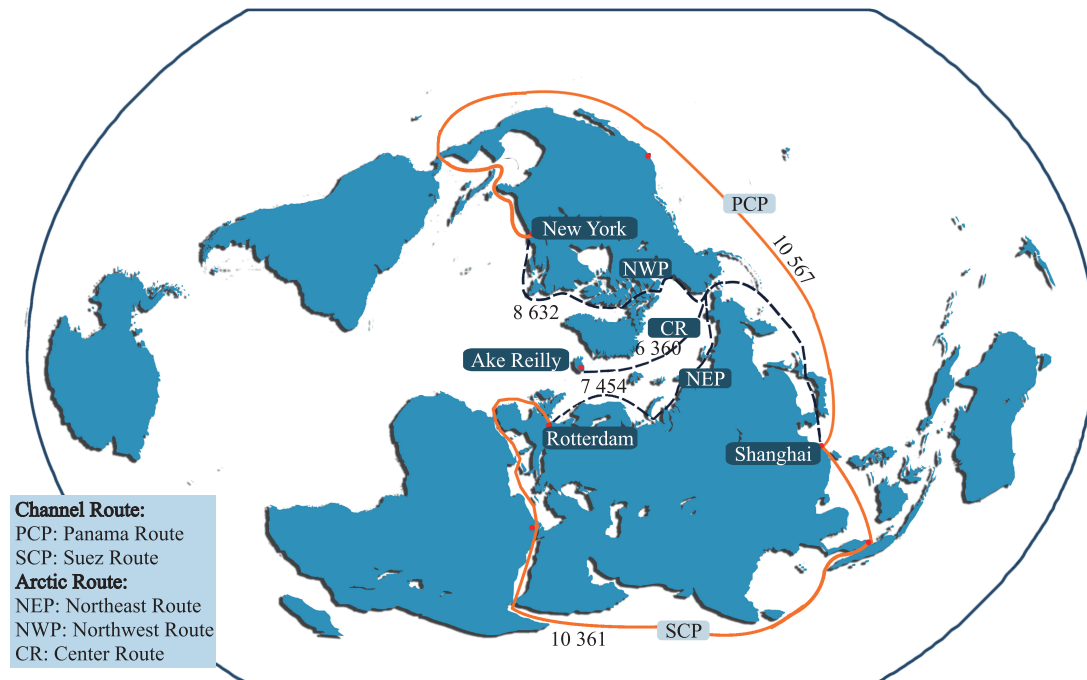 PCP
10 567
New York
NWP
8 632
CR
6 360
Ake Reilly
NEP
7 454
Rotterdam
Shanghai
Channel Route:
PCP: Panama Route
SCP: Suez Route
Arctic Route:
NEP: Northeast Route
NWP: Northwest Route
CR: Center Route
SCP
10 361